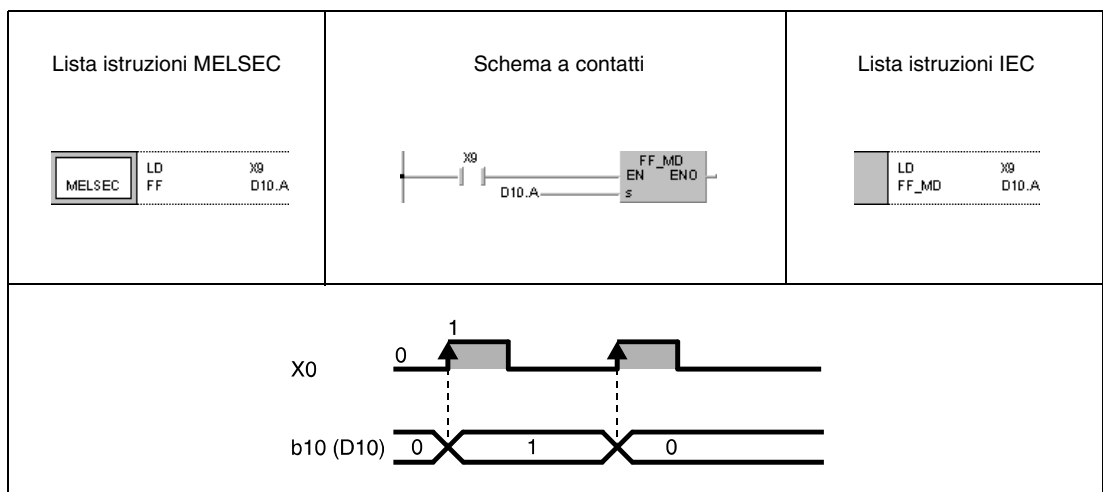 Lista istruzioni MELSEC
Schema a contatti
Lista istruzioni IEC
MELSEC
LD X9
FF D10.A
X9
FF_MD
EN ENO
D10.A
s
LD X9
FF_MD D10.A
1
0
X0
b10 (D10) 0 1 0